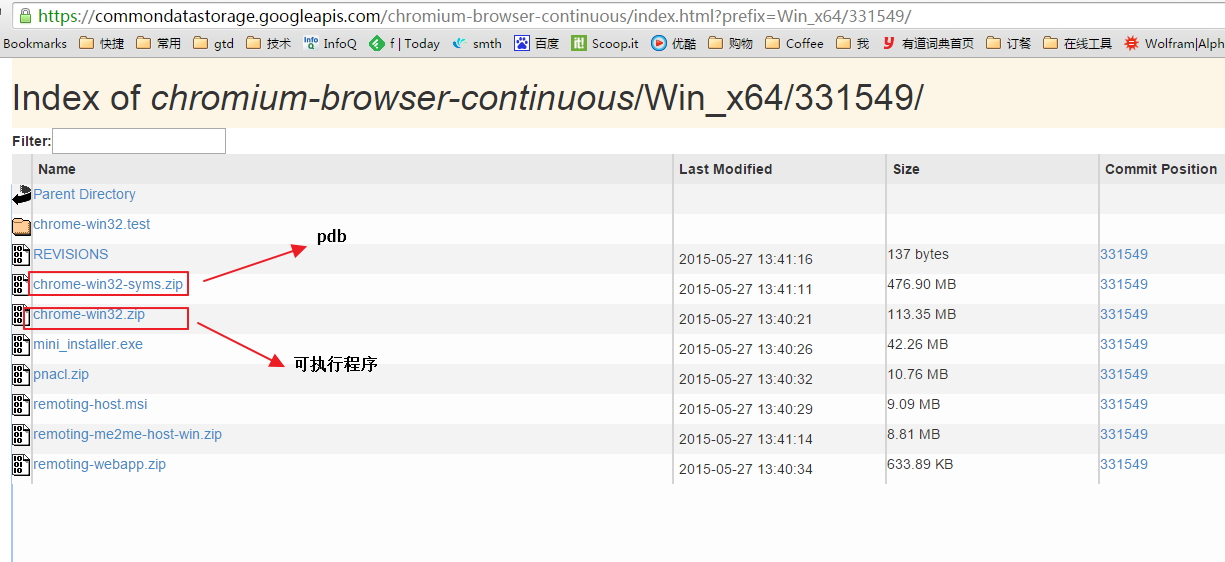 https://commondatastorage.googleapis.com/chromium-browser-continuous/index.html?prefix=Win_x64/331549/
Bookmarks 快捷 常用 gtd 技术 Info Q InfoQ f | Today smth 百度 it! Scoop.it 优酷 购物 Coffee 我 y 有道词典首页 订餐 在线工具 Wolfram|Alph
Index of chromium-browser-continuous/Win_x64/331549/
Filter:
Name Last Modified Size Commit Position
Parent Directory
chrome-win32.test
pdb
REVISIONS 2015-05-27 13:41:16 137 bytes 331549
chrome-win32-syms.zip 2015-05-27 13:41:11 476.90 MB 331549
chrome-win32.zip 2015-05-27 13:40:21 113.35 MB 331549
mini_installer.exe 2015-05-27 13:40:26 42.26 MB 331549
可执行程序
pnacl.zip 2015-05-27 13:40:32 10.76 MB 331549
remoting-host.msi 2015-05-27 13:40:29 9.09 MB 331549
remoting-me2me-host-win.zip 2015-05-27 13:41:14 8.81 MB 331549
remoting-webapp.zip 2015-05-27 13:40:34 633.89 KB 331549